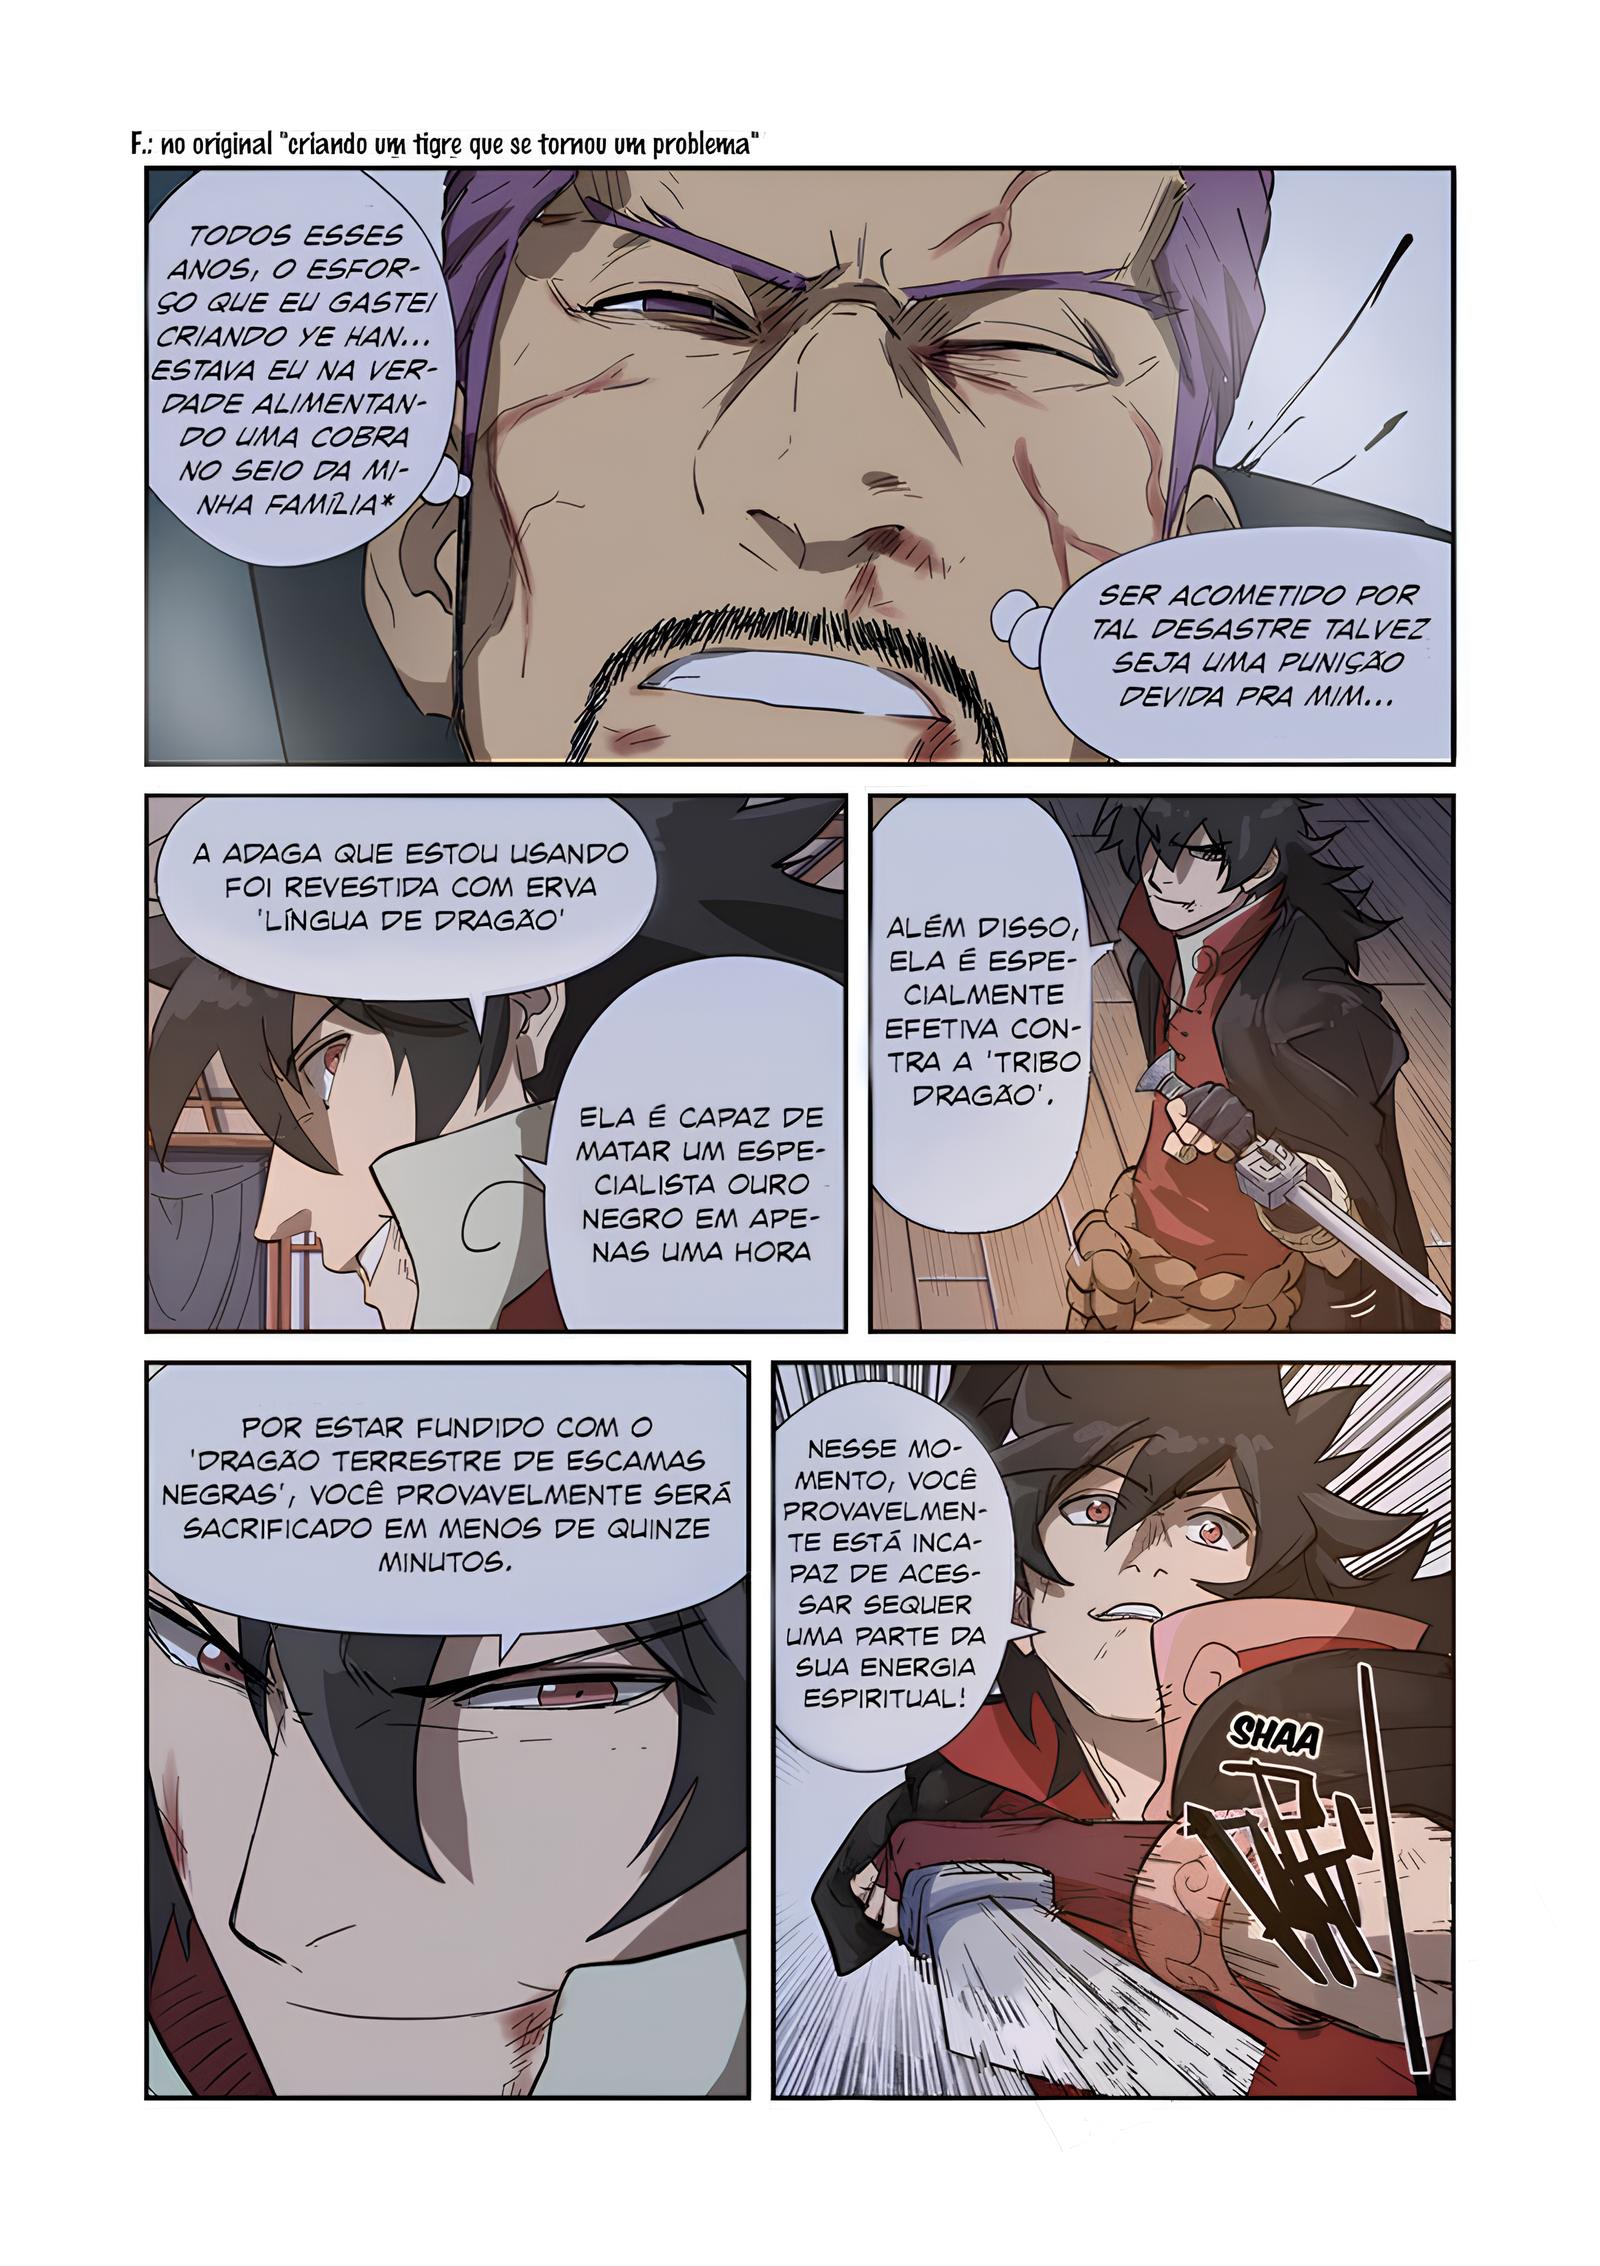 F.: no original "criando um tigre que se tornou um problema"
TODOS ESSES
ANOS, O ESFOR-
ÇO QUE EU GASTEI
CRIANDO YE HAN...
ESTAVA EU NA VER-
DADE ALIMENTAN-
DO UMA COBRA
NO SEIO DA MI-
NHA FAMÍLIA*
SER ACOMETIDO POR
TAL DESASTRE TALVEZ
SEJA UMA PUNIÇÃO
DEVIDA PRA MIM...
A ADAGA QUE ESTOU USANDO
FOI REVESTIDA COM ERVA
'LÍNGUA DE DRAGÃO'
ELA É CAPAZ DE
MATAR UM ESPE-
CIALISTA OURO
NEGRO EM APE-
NAS UMA HORA
ALÉM DISSO,
ELA É ESPE-
CIALMENTE
EFETIVA CON-
TRA A 'TRIBO
DRAGÃO'.
POR ESTAR FUNDIDO COM O
'DRAGÃO TERRESTRE DE ESCAMAS
NEGRAS', VOCÊ PROVAVELMENTE SERÁ
SACRIFICADO EM MENOS DE QUINZE
MINUTOS.
NESSE MO-
MENTO, VOCÊ
PROVAVELMEN-
TE ESTÁ INCA-
PAZ DE ACES-
SAR SEQUER
UMA PARTE DA
SUA ENERGIA
ESPIRITUAL!
SHAA